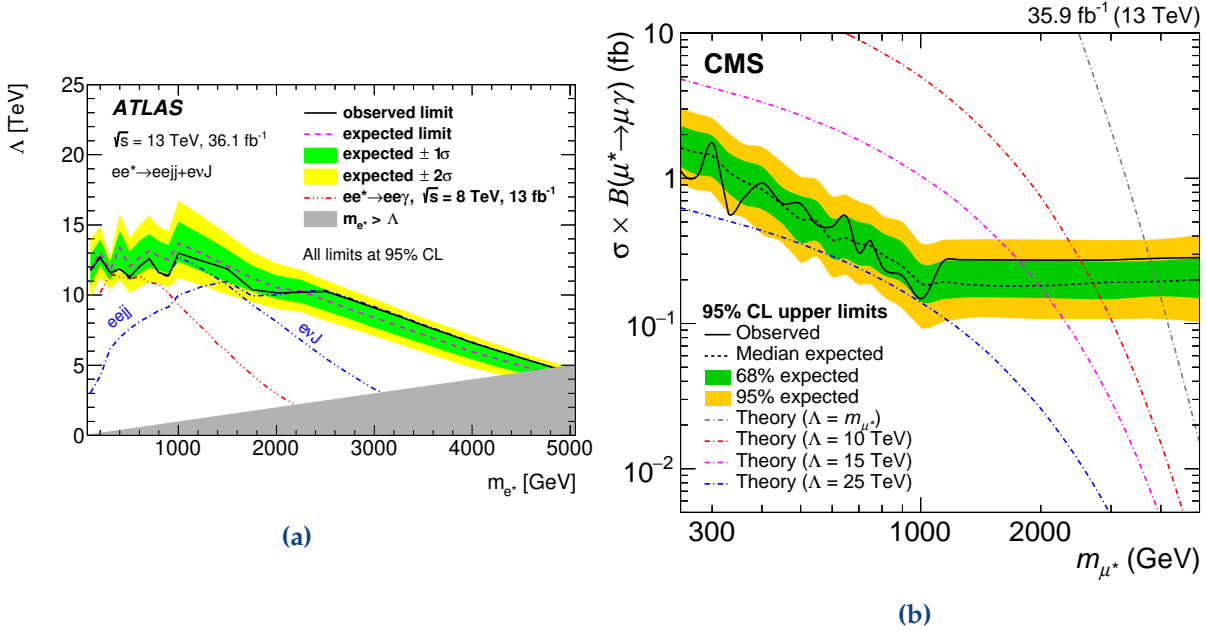 ATLAS
√s = 13 TeV, 36.1 fb⁻¹
ee*→eejj+eνJ
observed limit
expected limit
expected ± 1σ
expected ± 2σ
ee*→eeγ, √s = 8 TeV, 13 fb⁻¹
m_e* > Λ
All limits at 95% CL
eejj
eνJ
Λ [TeV]
25
20
15
10
5
0
1000
2000
3000
4000
5000
m_e* [GeV]
(a)
35.9 fb⁻¹ (13 TeV)
CMS
σ × B(μ*→μγ) (fb)
10
1
10⁻¹
10⁻²
95% CL upper limits
Observed
Median expected
68% expected
95% expected
Theory (Λ = m_μ*)
Theory (Λ = 10 TeV)
Theory (Λ = 15 TeV)
Theory (Λ = 25 TeV)
300
1000
2000
m_μ* (GeV)
(b)